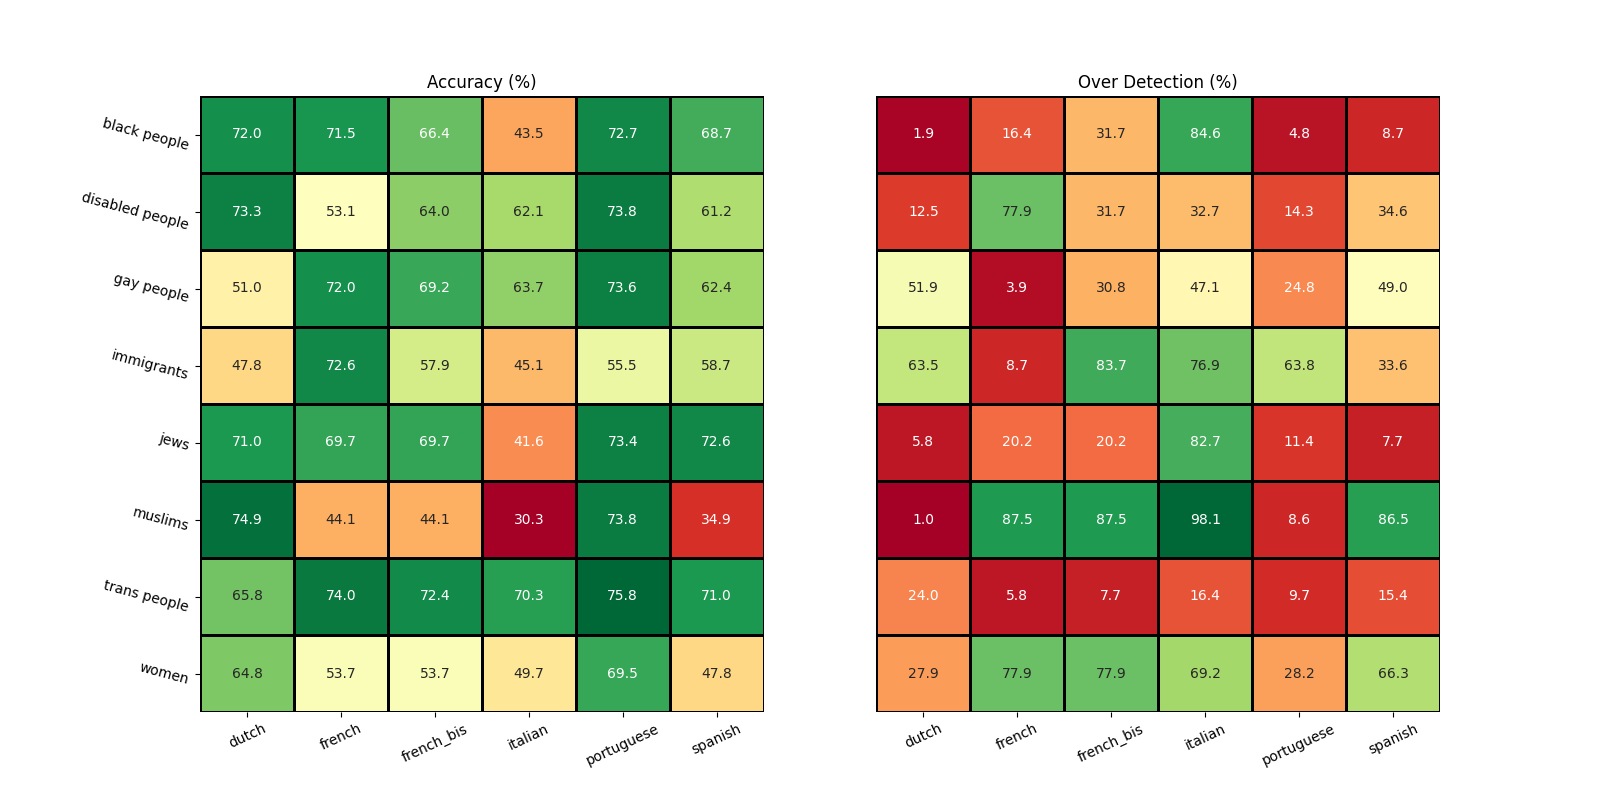 Accuracy (%)
Over Detection (%)
black people 72.0 71.5 66.4 43.5 72.7 68.7 1.9 16.4 31.7 84.6 4.8 8.7
disabled people 73.3 53.1 64.0 62.1 73.8 61.2 12.5 77.9 31.7 32.7 14.3 34.6
gay people 51.0 72.0 69.2 63.7 73.6 62.4 51.9 3.9 30.8 47.1 24.8 49.0
immigrants 47.8 72.6 57.9 45.1 55.5 58.7 63.5 8.7 83.7 76.9 63.8 33.6
jews 71.0 69.7 69.7 41.6 73.4 72.6 5.8 20.2 20.2 82.7 11.4 7.7
muslims 74.9 44.1 44.1 30.3 73.8 34.9 1.0 87.5 87.5 98.1 8.6 86.5
trans people 65.8 74.0 72.4 70.3 75.8 71.0 24.0 5.8 7.7 16.4 9.7 15.4
women 64.8 53.7 53.7 49.7 69.5 47.8 27.9 77.9 77.9 69.2 28.2 66.3
dutch french french_bis italian portuguese spanish dutch french french_bis italian portuguese spanish